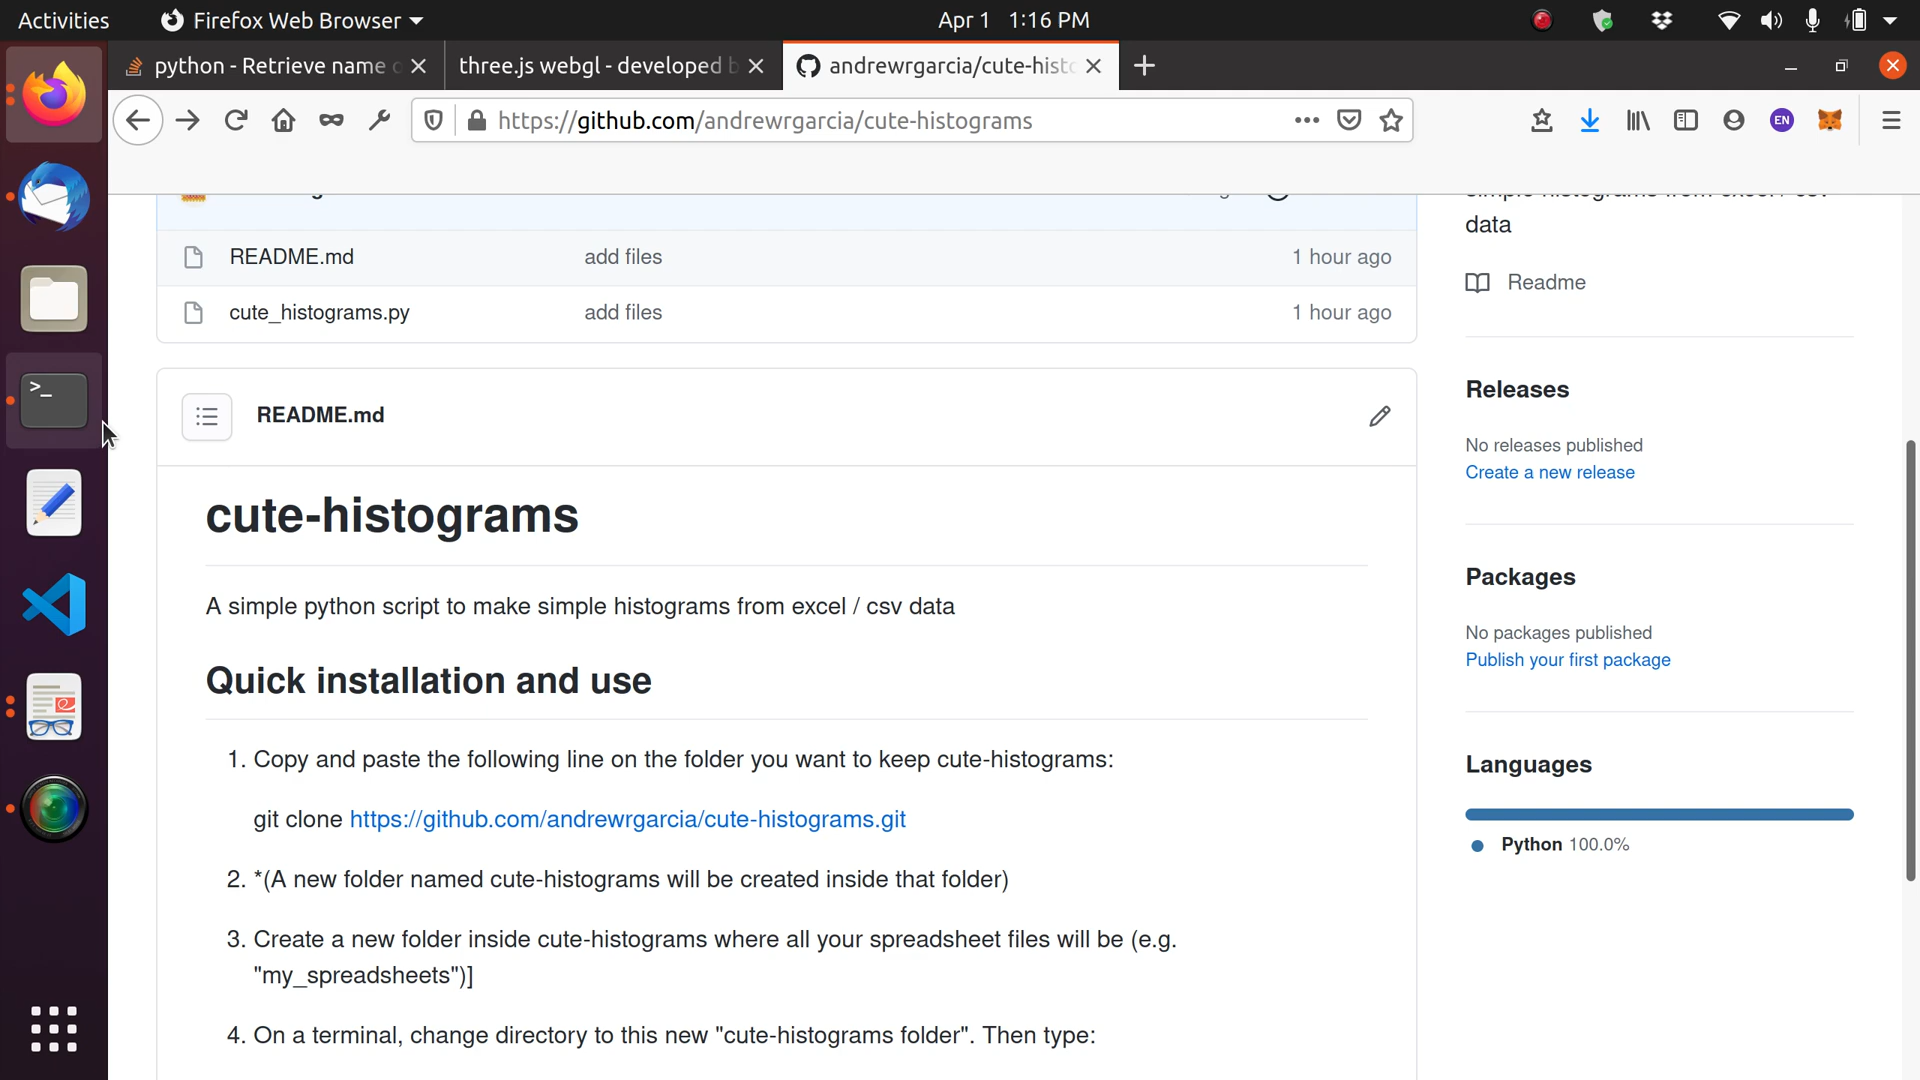 Activities Firefox Web Browser Apr 1 1:16 PM
python - Retrieve name three.js webgl - developed b andrewrgarcia/cute-histo
https://github.com/andrewrgarcia/cute-histograms EN
data
README.md add files 1 hour ago
Readme
cute_histograms.py add files 1 hour ago
README.md
Releases
No releases published
Create a new release
cute-histograms
A simple python script to make simple histograms from excel / csv data
Packages
No packages published
Publish your first package
Quick installation and use
1. Copy and paste the following line on the folder you want to keep cute-histograms:
git clone https://github.com/andrewrgarcia/cute-histograms.git
Languages
Python 100.0%
2. *(A new folder named cute-histograms will be created inside that folder)
3. Create a new folder inside cute-histograms where all your spreadsheet files will be (e.g.
"my_spreadsheets")]
4. On a terminal, change directory to this new "cute-histograms folder". Then type: